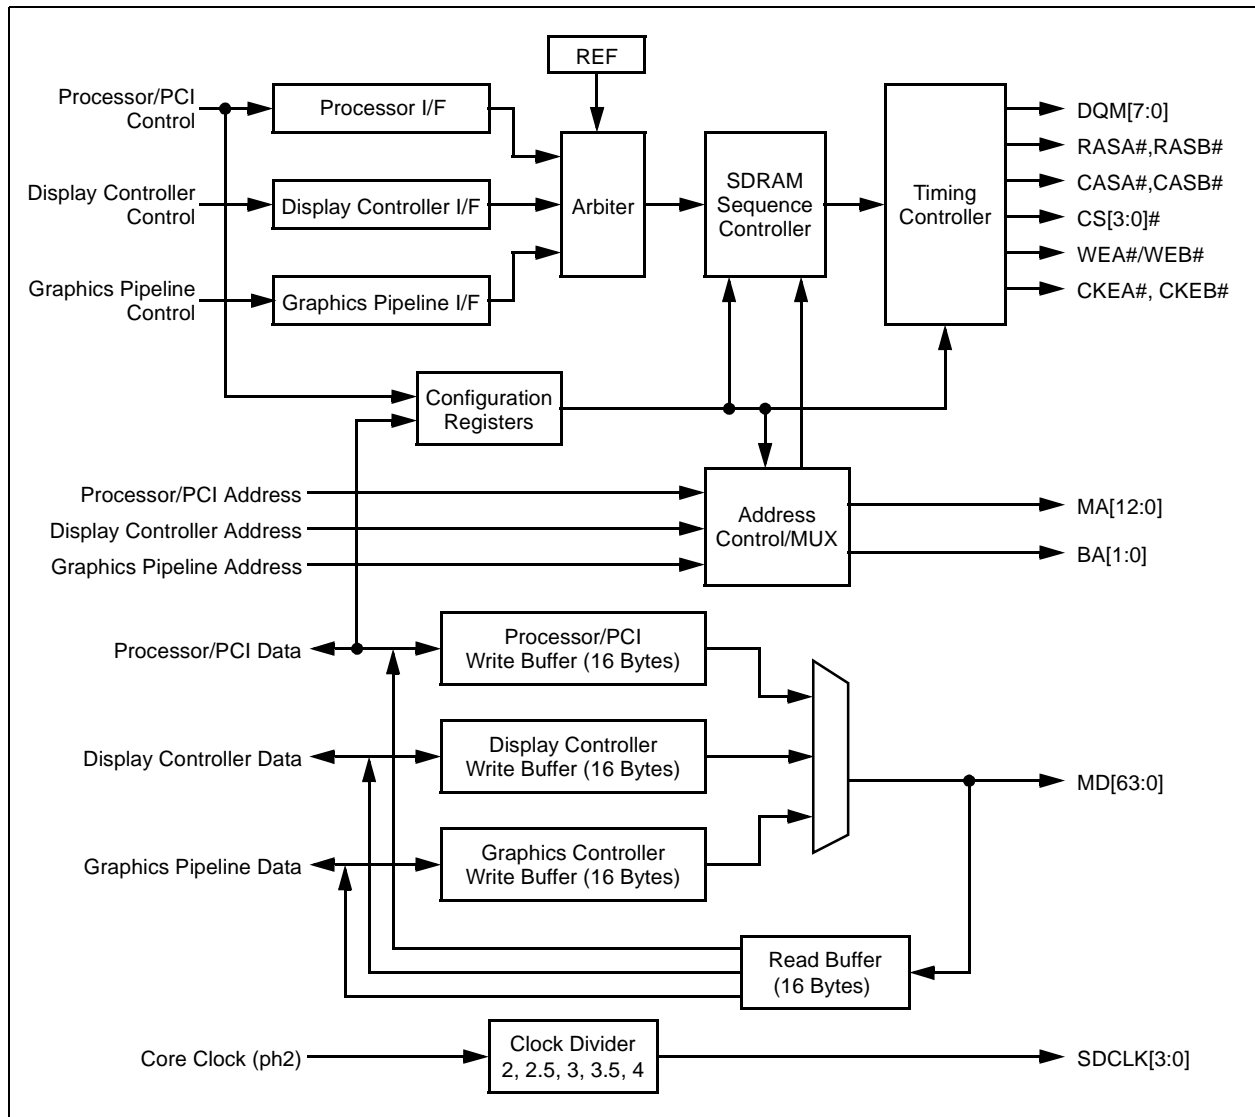 REF
Processor/PCI
Control
Processor I/F
DQM[7:0]
RASA#,RASB#
CASA#,CASB#
CS[3:0]#
WEA#/WEB#
CKEA#, CKEB#
Display Controller
Control
Display Controller I/F
Arbiter
SDRAM
Sequence
Controller
Timing
Controller
Graphics Pipeline
Control
Graphics Pipeline I/F
Configuration
Registers
Processor/PCI Address
Display Controller Address
Graphics Pipeline Address
Address
Control/MUX
MA[12:0]
BA[1:0]
Processor/PCI Data
Processor/PCI
Write Buffer (16 Bytes)
Display Controller Data
Display Controller
Write Buffer (16 Bytes)
MD[63:0]
Graphics Pipeline Data
Graphics Controller
Write Buffer (16 Bytes)
Read Buffer
(16 Bytes)
Core Clock (ph2)
Clock Divider
2, 2.5, 3, 3.5, 4
SDCLK[3:0]